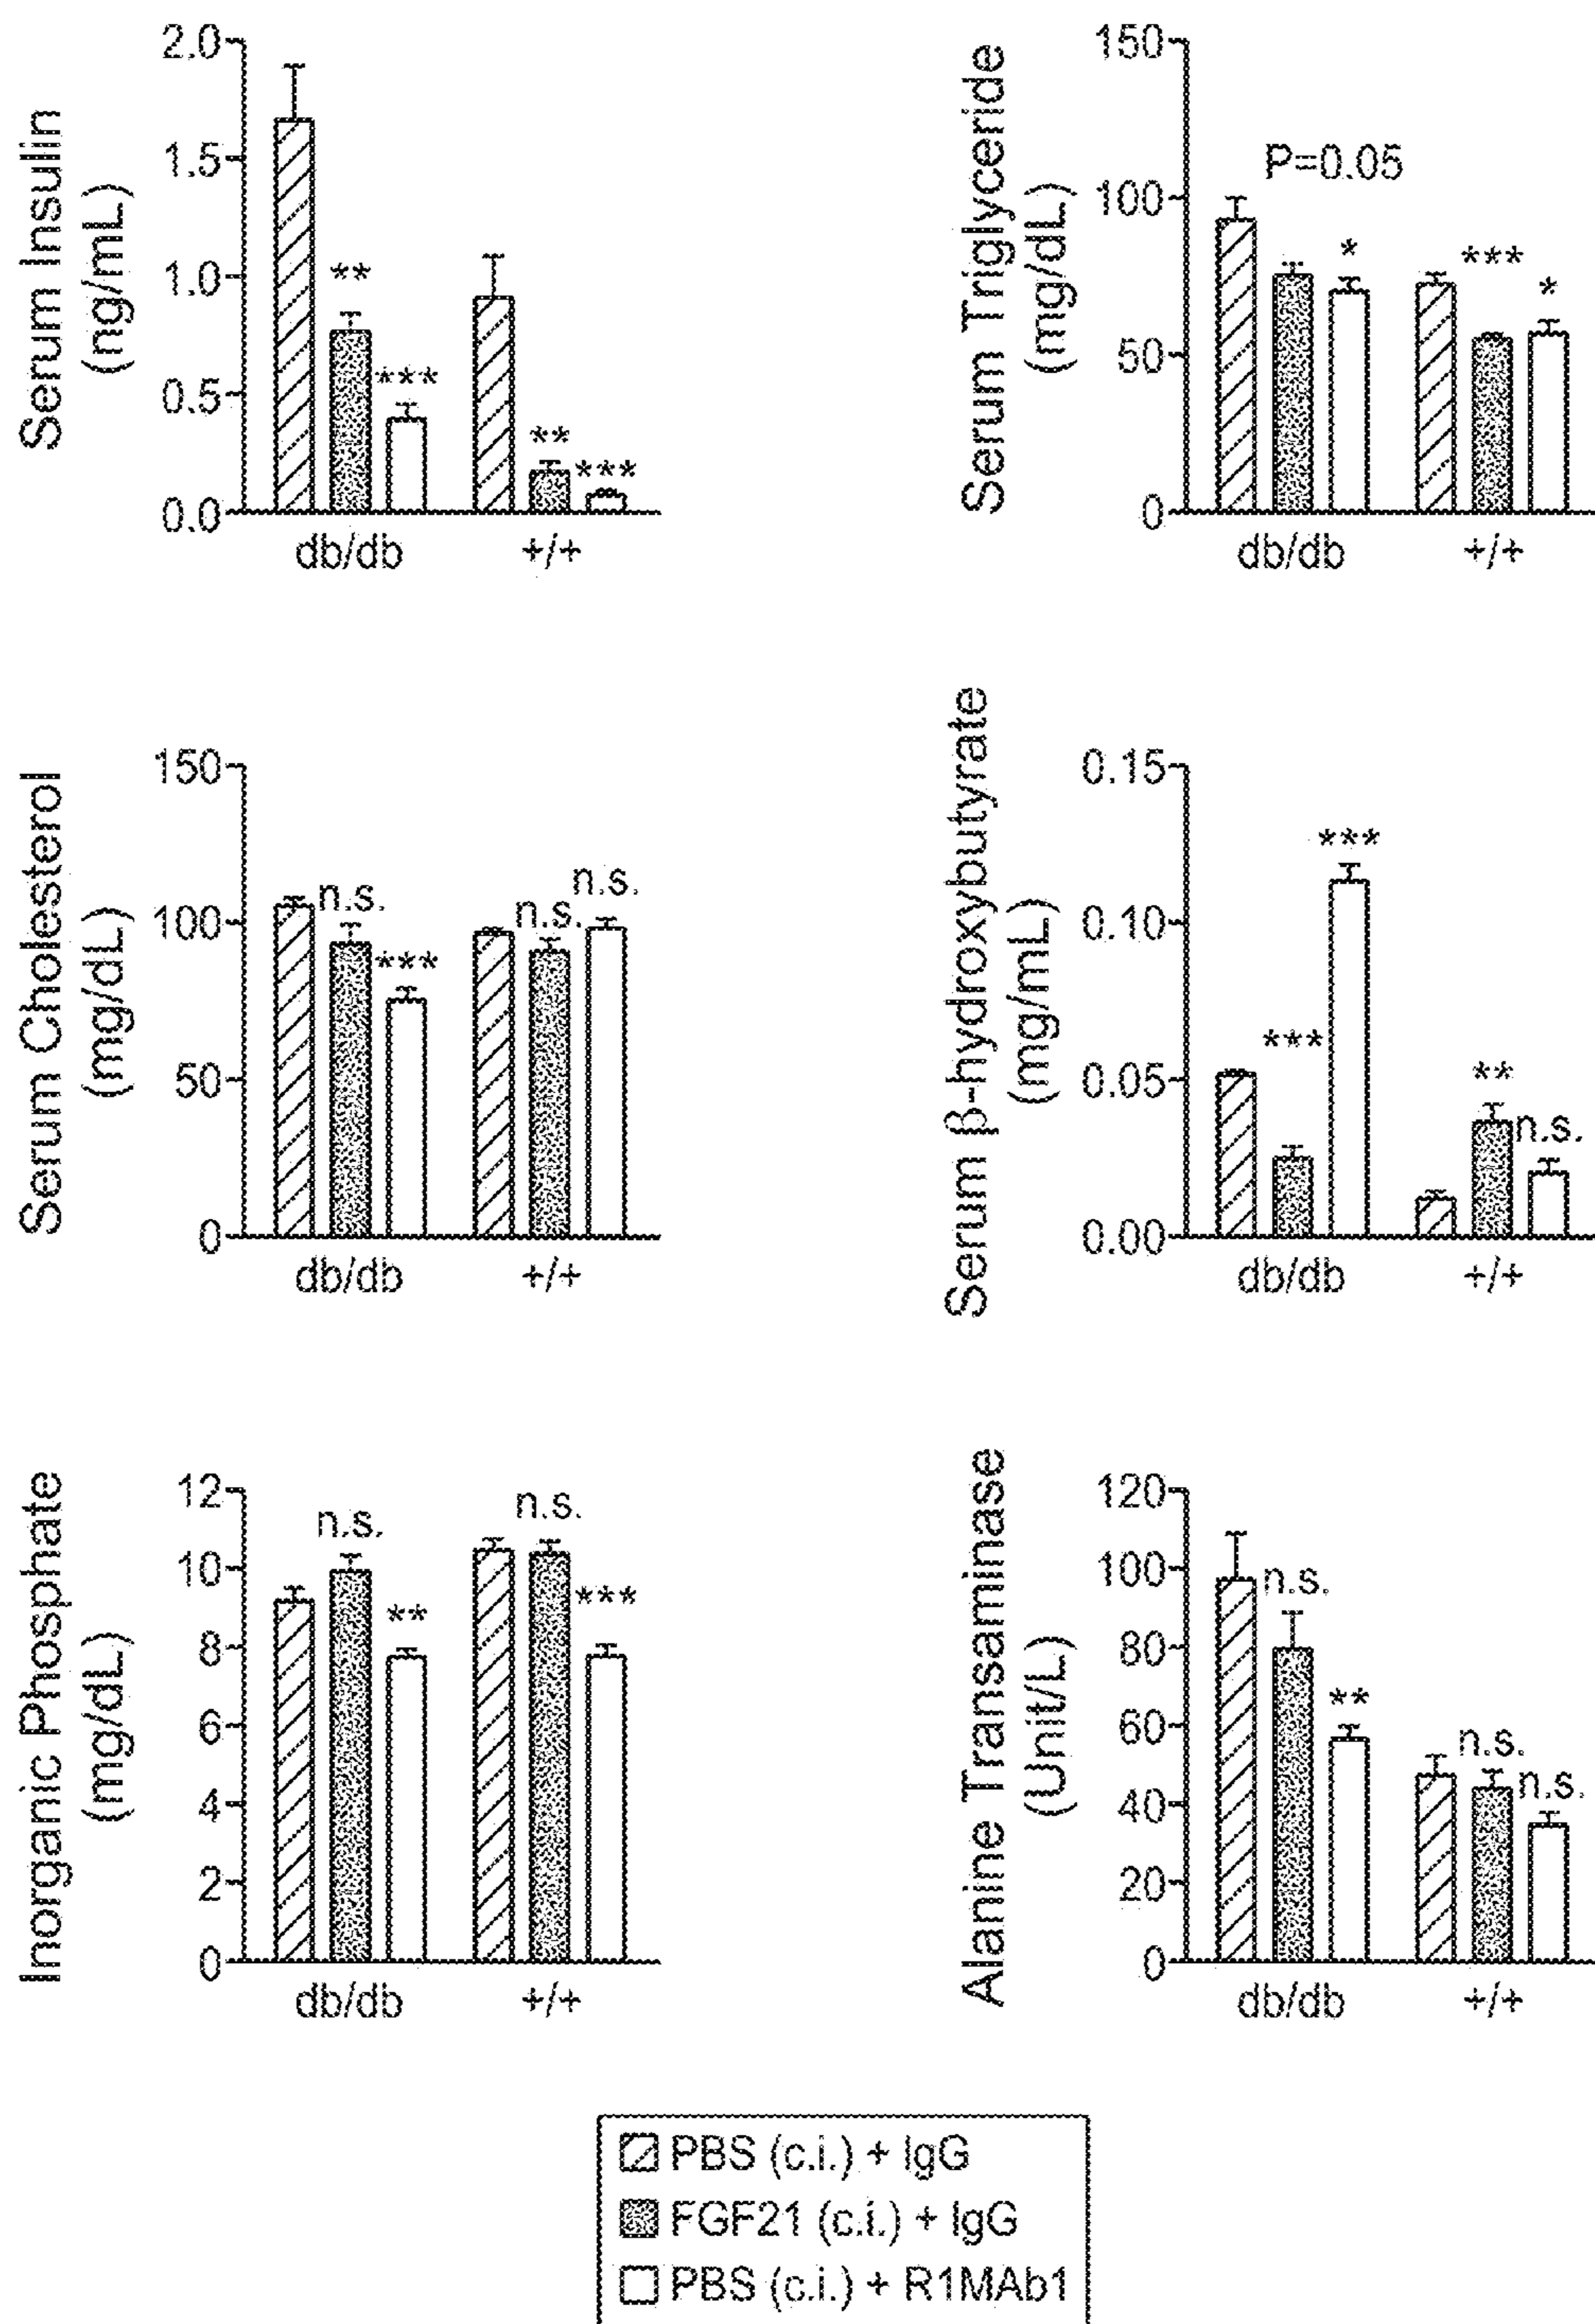 Serum Insulin
(ng/mL)
2.0
1.5
1.0
0.5
0.0
**
***
**
***
db/db
+/+
Serum Triglyceride
(mg/dL)
150
100
50
0
P=0.05
*
***
*
db/db
+/+
Serum Cholesterol
(mg/dL)
150
100
50
0
n.s.
***
n.s.
n.s.
db/db
+/+
Serum β-hydroxybutyrate
(mg/mL)
0.15
0.10
0.05
0.00
***
***
**
n.s.
db/db
+/+
Inorganic Phosphate
(mg/dL)
12
10
8
6
4
2
0
n.s.
**
n.s.
***
db/db
+/+
Alanine Transaminase
(Unit/L)
120
100
80
60
40
20
0
n.s.
**
n.s.
n.s.
db/db
+/+
PBS (c.i.) + IgG
FGF21 (c.i.) + IgG
PBS (c.i.) + R1MAb1